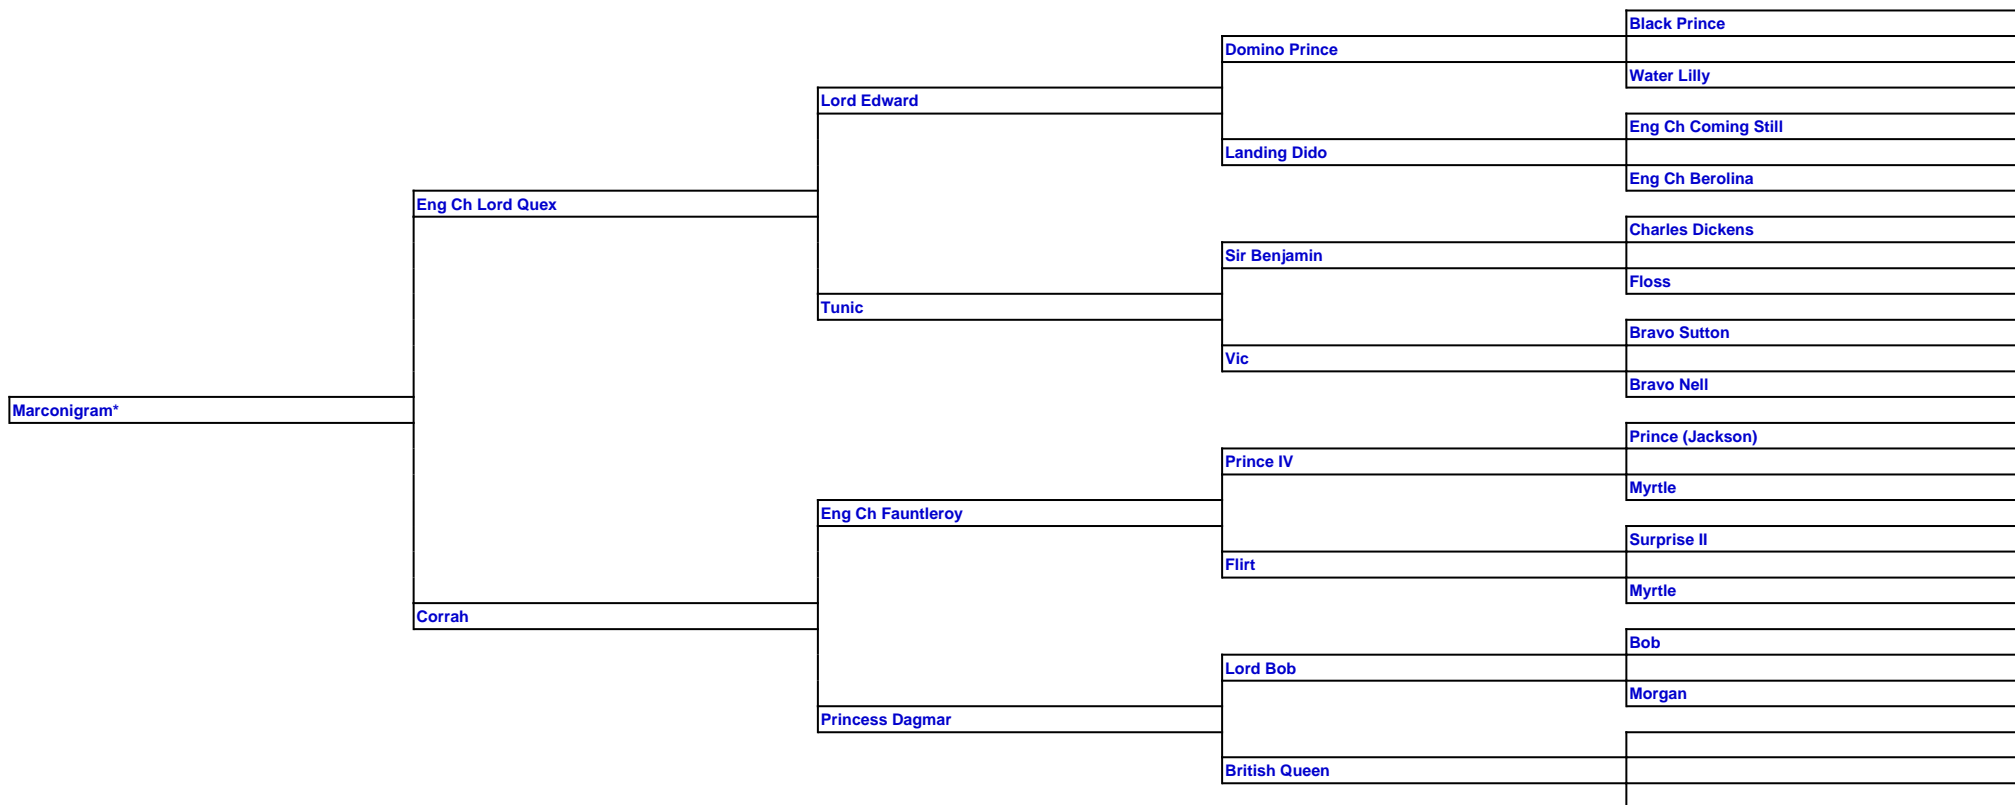 Black Prince
Domino Prince
Water Lilly
Lord Edward
Eng Ch Coming Still
Landing Dido
Eng Ch Berolina
Eng Ch Lord Quex
Charles Dickens
Sir Benjamin
Floss
Tunic
Bravo Sutton
Vic
Bravo Nell
Marconigram*
Prince (Jackson)
Prince IV
Myrtle
Eng Ch Fauntleroy
Surprise II
Flirt
Myrtle
Corrah
Bob
Lord Bob
Morgan
Princess Dagmar
British Queen